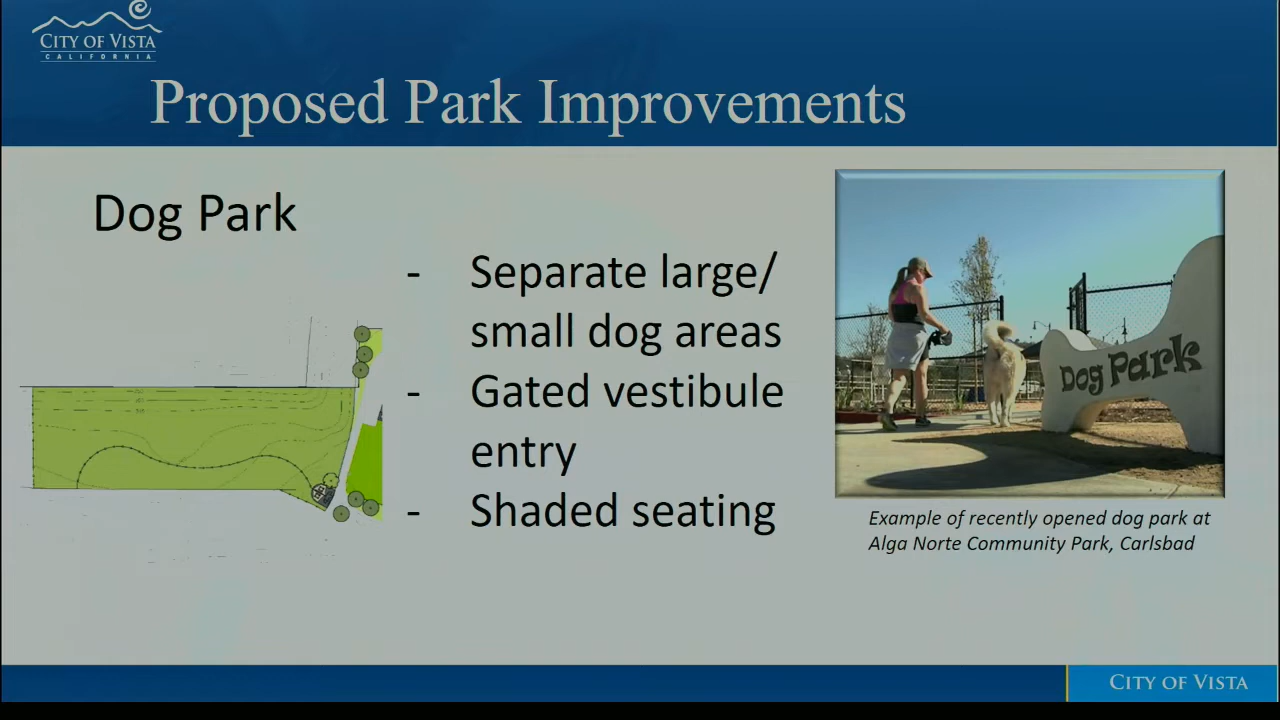 CITY OF VISTA
CALIFORNIA
Proposed Park Improvements
Dog Park
- Separate large/
small dog areas
- Gated vestibule
entry
- Shaded seating
Dog Park
Example of recently opened dog park at
Alga Norte Community Park, Carlsbad
CITY OF VISTA